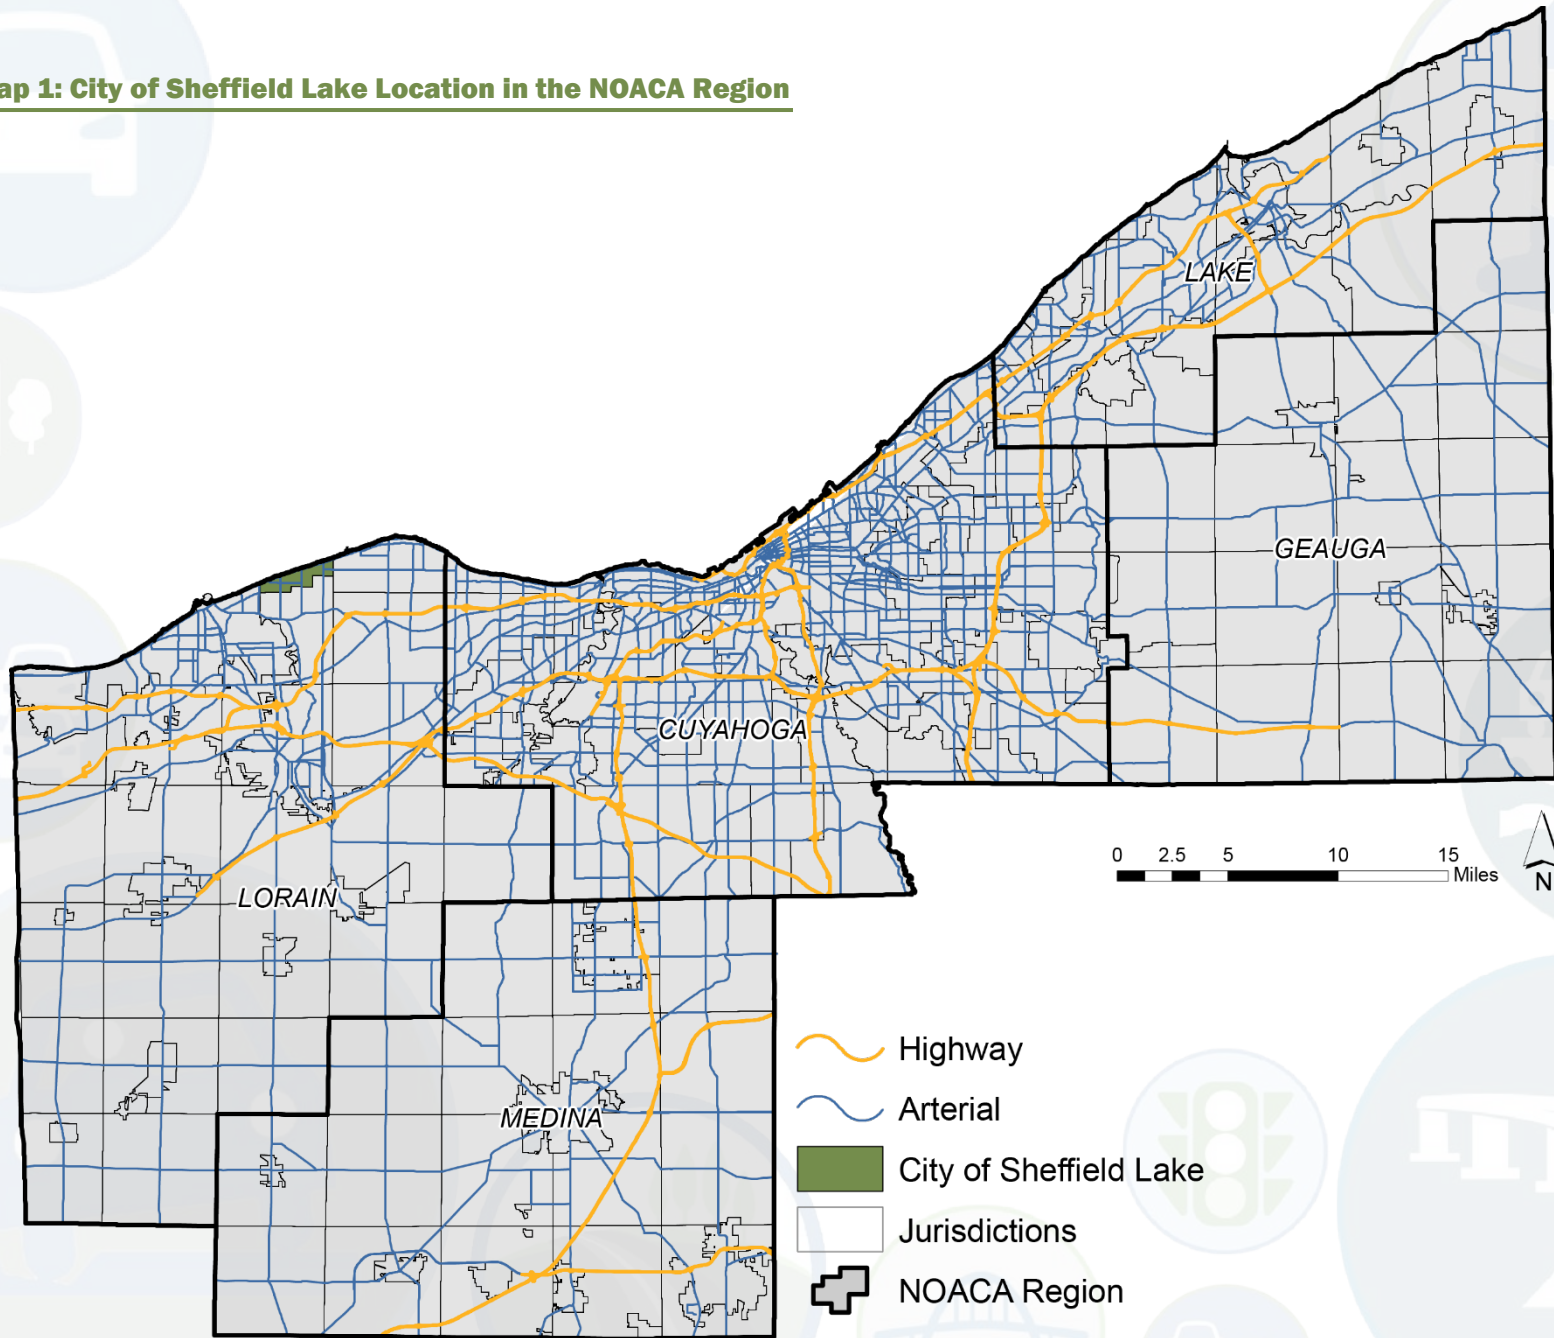 ap 1: City of Sheffield Lake Location in the NOACA Region
LAKE
GEAUGA
CUYAHOGA
LORAIN
MEDINA
0 2.5 5 10 15
Miles
N
Highway
Arterial
City of Sheffield Lake
Jurisdictions
NOACA Region